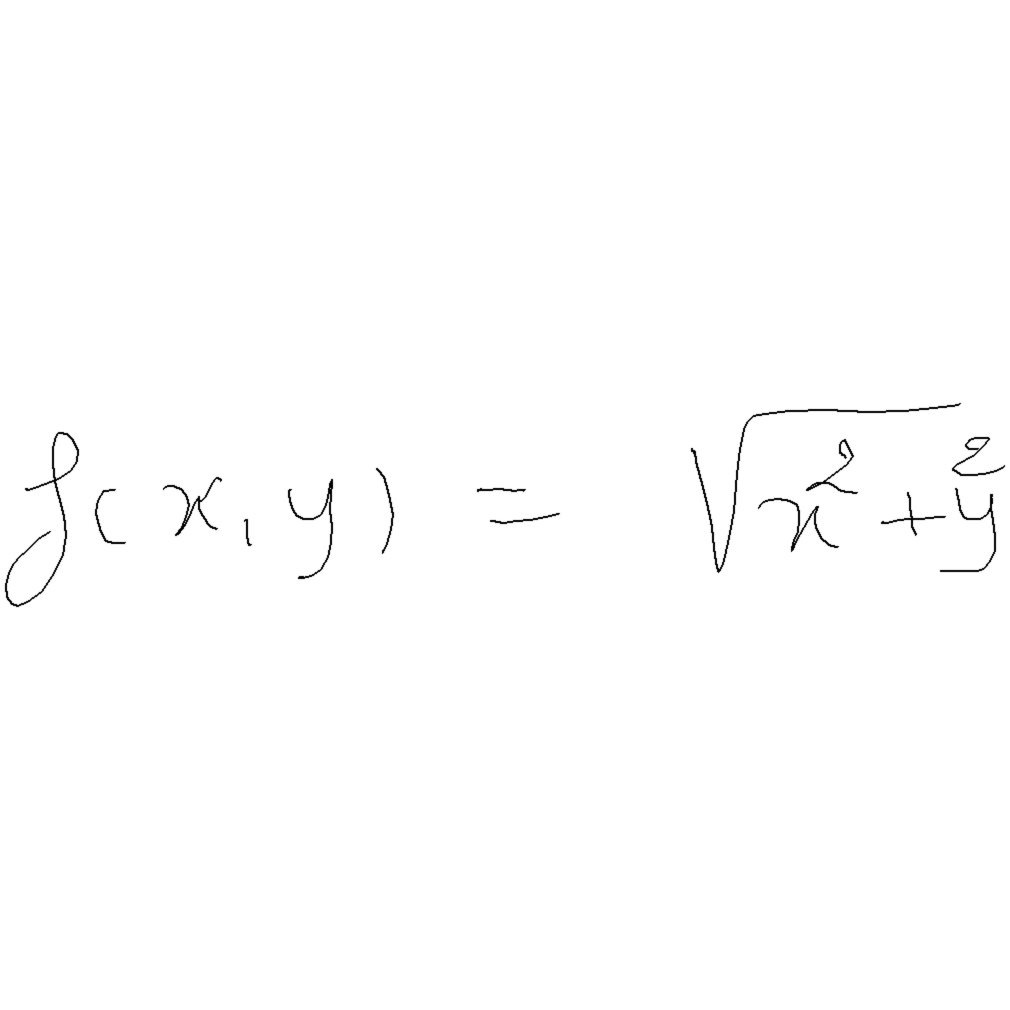 f(x, y) = √(x² + y²)